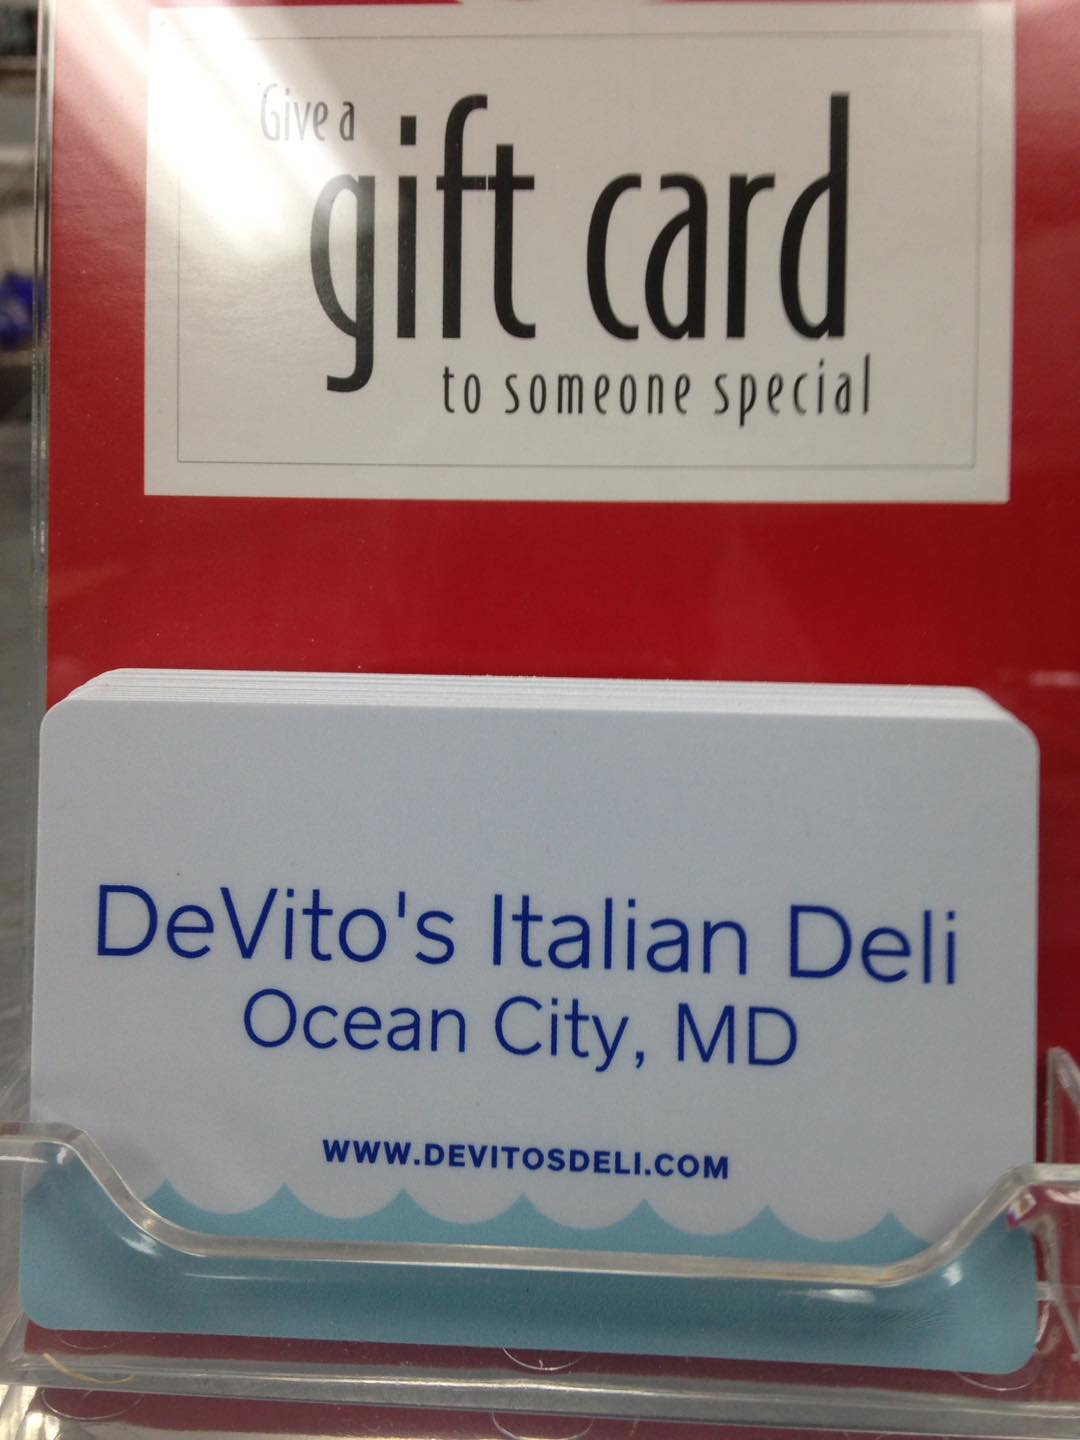 Give a
gift card
to someone special
DeVito's Italian Deli
Ocean City, MD
WWW.DEVITOSDELI.COM